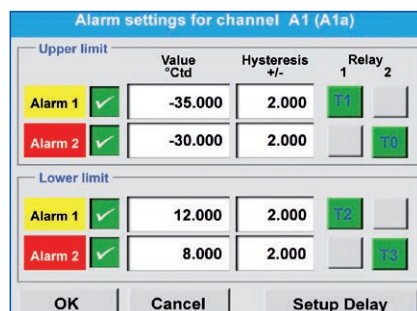 Alarm settings for channel A1 (A1a)
Upper limit
Value °Ctd Hysteresis +/- Relay 1 2
Alarm 1 -35.000 2.000 T1
Alarm 2 -30.000 2.000 T0
Lower limit
Alarm 1 12.000 2.000 T2
Alarm 2 8.000 2.000 T3
OK Cancel Setup Delay